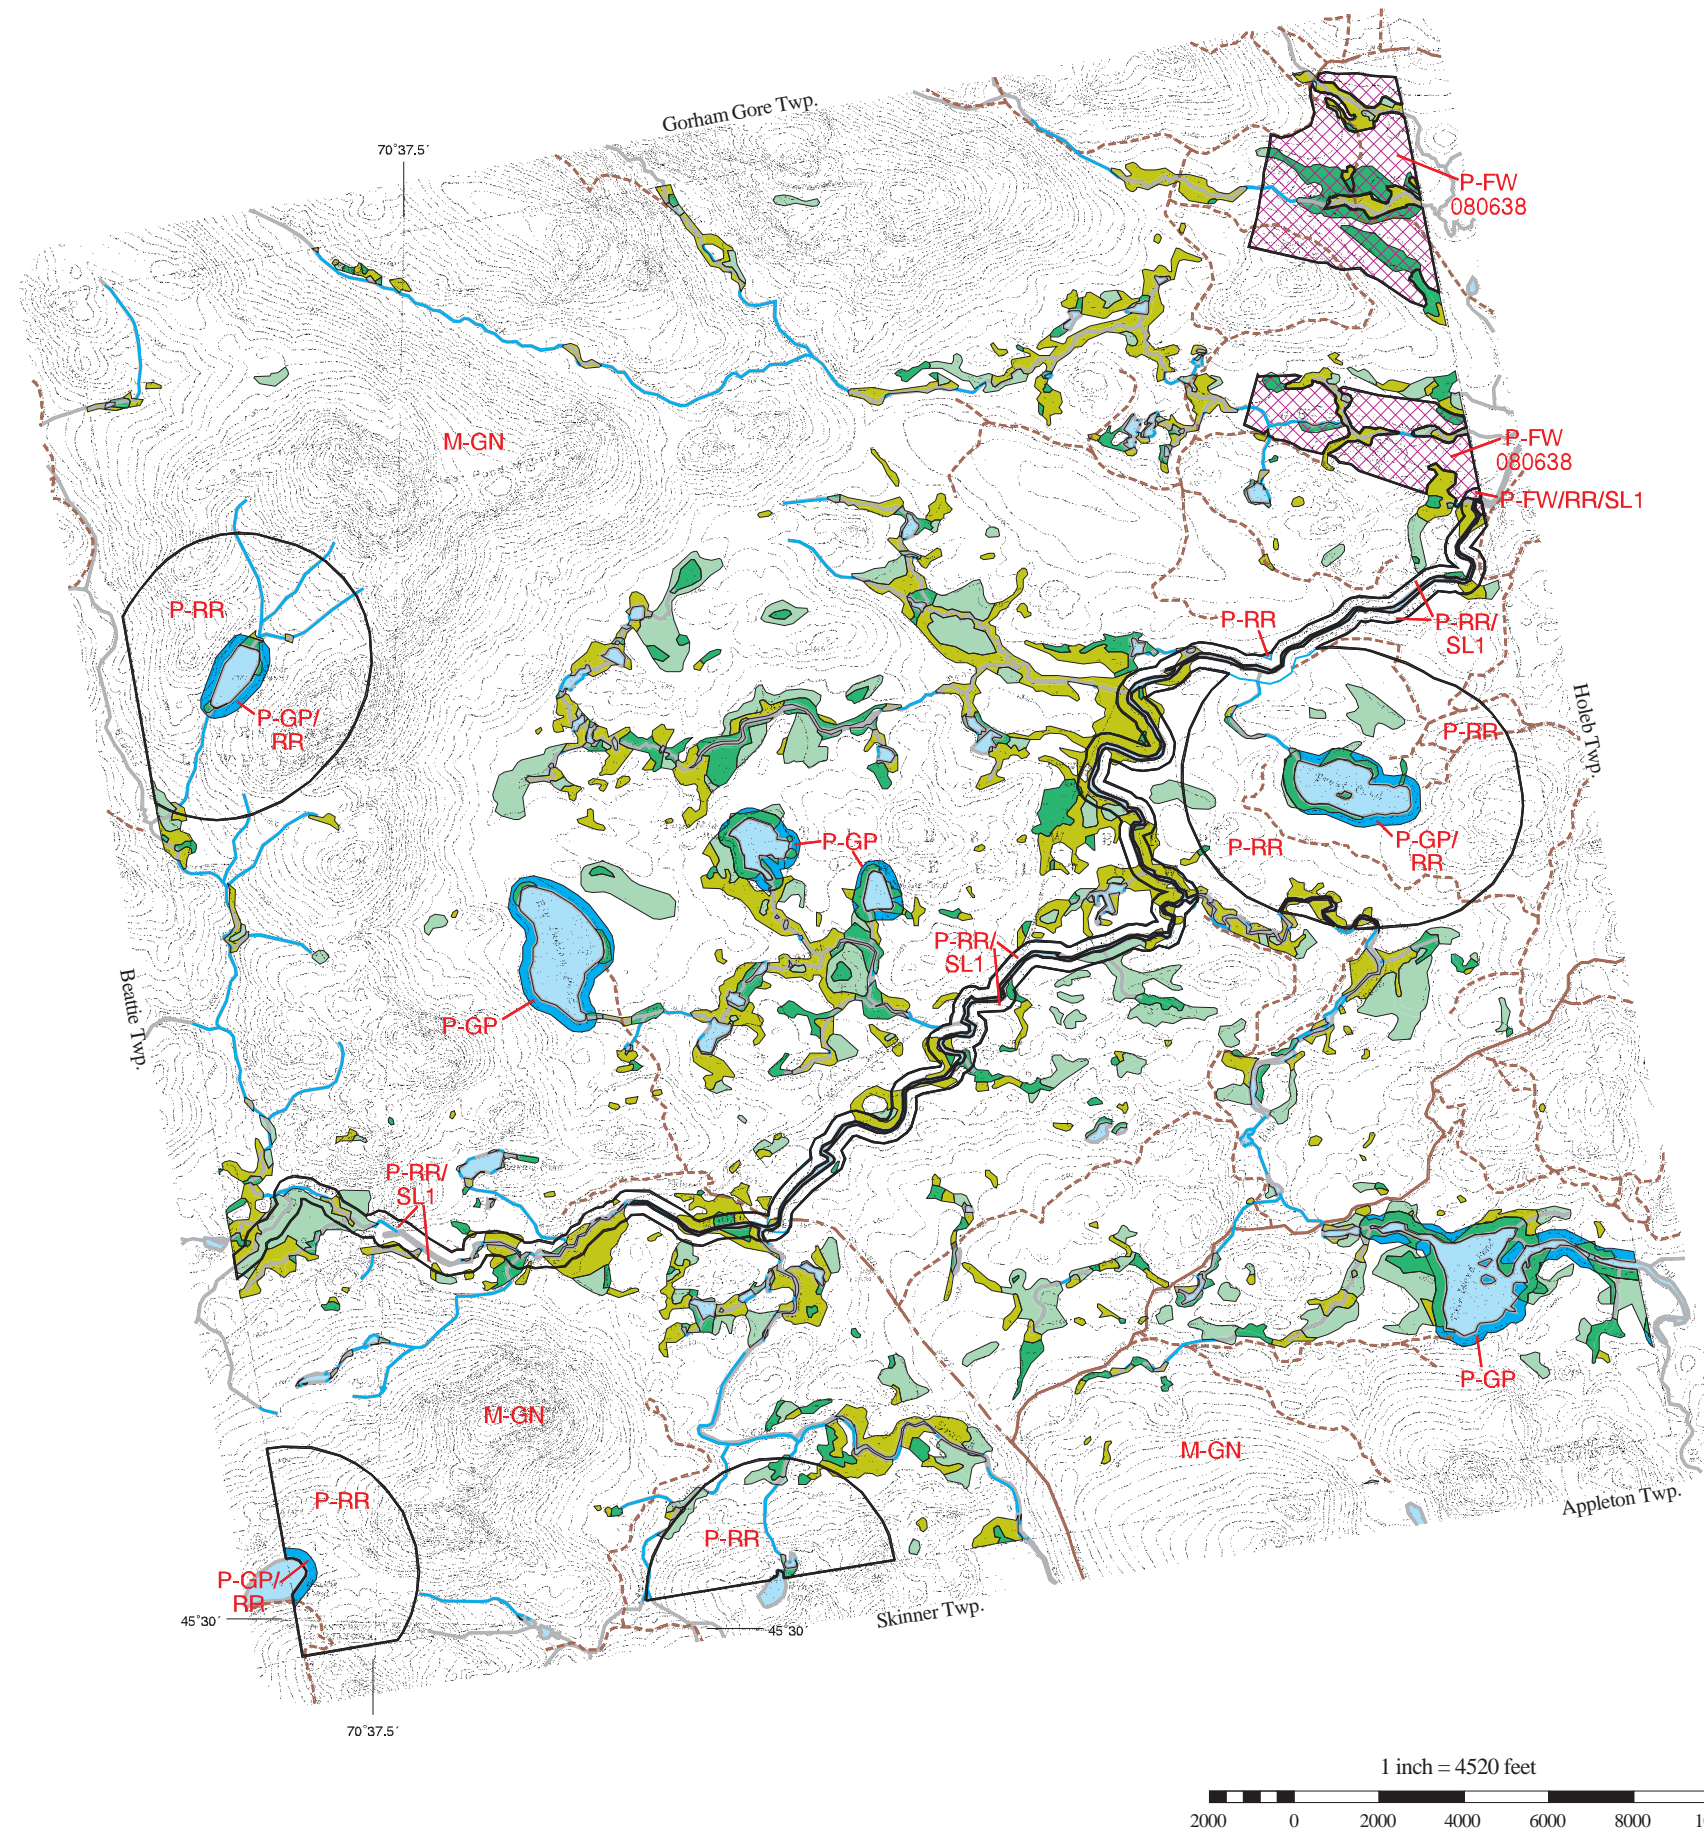 Gorham Gore Twp.
70°37.5´
P-FW
080638
M-GN
P-FW
080638
P-FW/RR/SL1
P-RR
P-RR
P-RR/
SL1
P-GP/
RR
Holeb Twp.
P-RR
P-GP
P-RR
P-GP/
RR
P-RR/
SL1
Beattie Twp.
P-GP
P-RR/
SL1
P-GP
M-GN
M-GN
P-RR
Appleton Twp.
P-RR
P-GP/
RR
45°30´
Skinner Twp.
45°30´
70°37.5´
1 inch = 4520 feet
2000 0 2000 4000 6000 8000